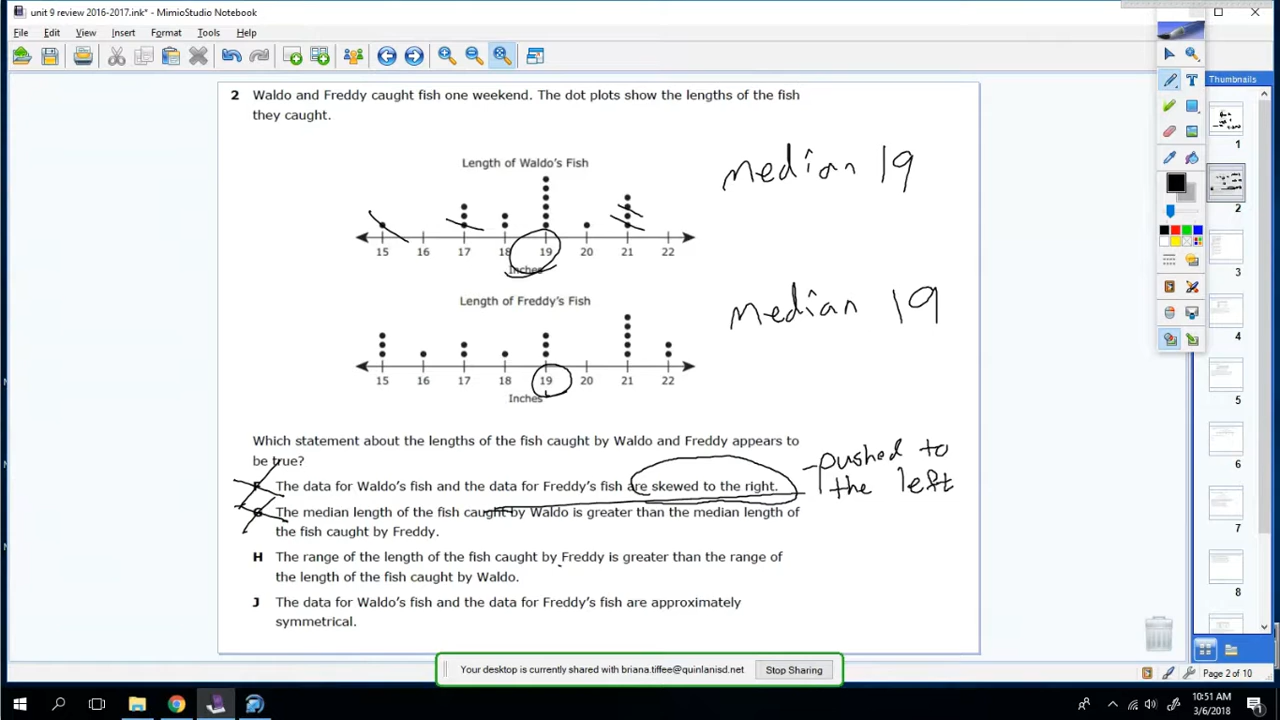 unit 9 review 2016-2017.ink* - MimioStudio Notebook
File Edit View Insert Format Tools Help
Thumbnails
2 Waldo and Freddy caught fish one weekend. The dot plots show the lengths of the fish
they caught.
Length of Waldo's Fish
15 16 17 18 19 20 21 22
Inches
median 19
Length of Freddy's Fish
15 16 17 18 19 20 21 22
Inches
median 19
Which statement about the lengths of the fish caught by Waldo and Freddy appears to
be true?
F The data for Waldo's fish and the data for Freddy's fish are skewed to the right.
-pushed to
the left
G The median length of the fish caught by Waldo is greater than the median length of
the fish caught by Freddy.
H The range of the length of the fish caught by Freddy is greater than the range of
the length of the fish caught by Waldo.
J The data for Waldo's fish and the data for Freddy's fish are approximately
symmetrical.
1
2
3
4
5
6
7
8
Your desktop is currently shared with briana.tiffee@quinlanisd.net Stop Sharing
Page 2 of 10
10:51 AM
3/6/2018